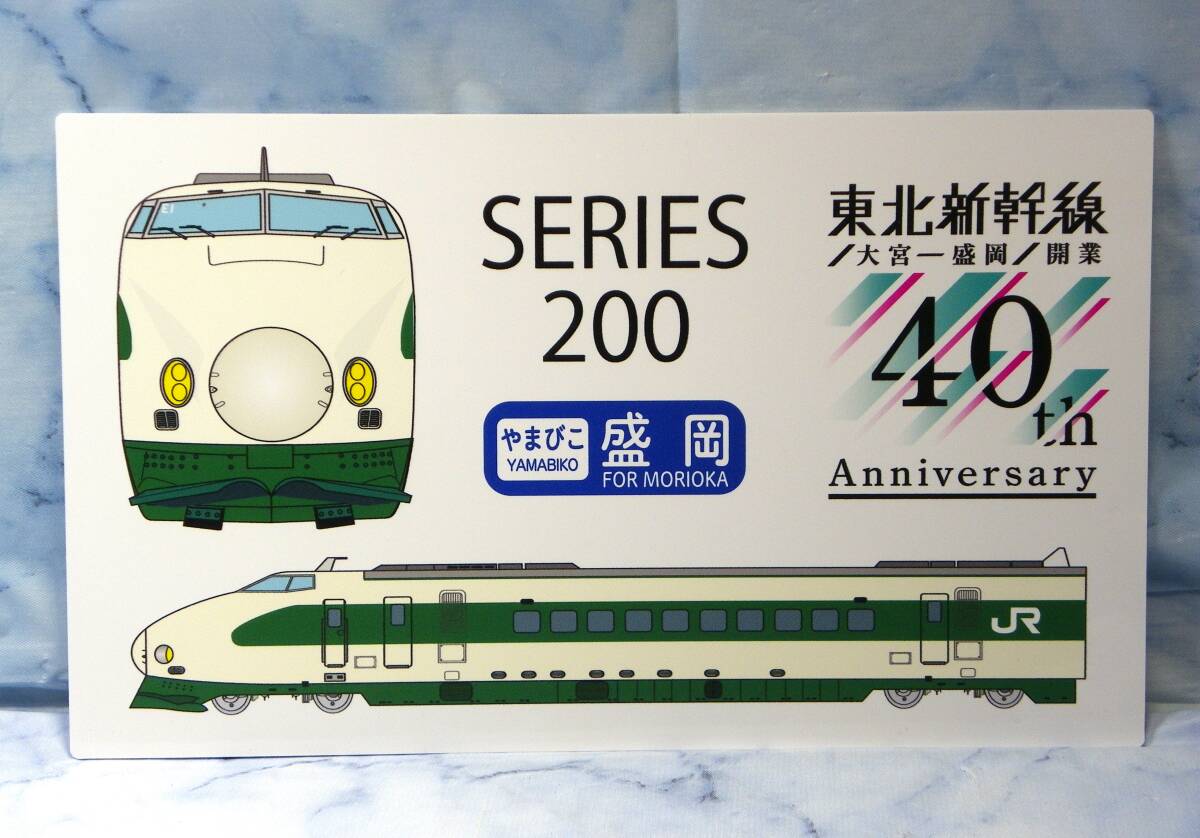 E1
SERIES
200
やまびこ
YAMABIKO
盛岡
FOR MORIOKA
東北新幹線
/大宮ー盛岡/開業
40th
Anniversary
JR